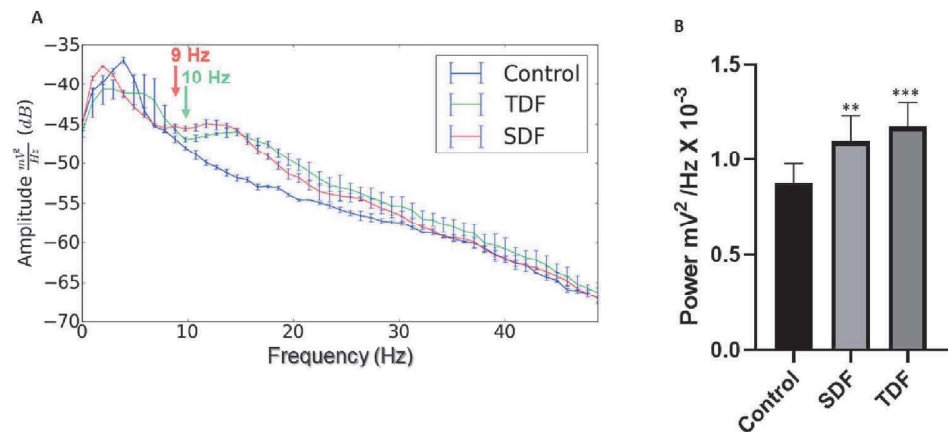 A
−35
−40
−45
−50
−55
−60
−65
−70
Amplitude mV²/Hz (dB)
0
10
20
30
40
Frequency (Hz)
9 Hz
10 Hz
Control
TDF
SDF
B
1.5
1.0
0.5
0.0
Power mV²/Hz X 10⁻³
**
***
Control
SDF
TDF